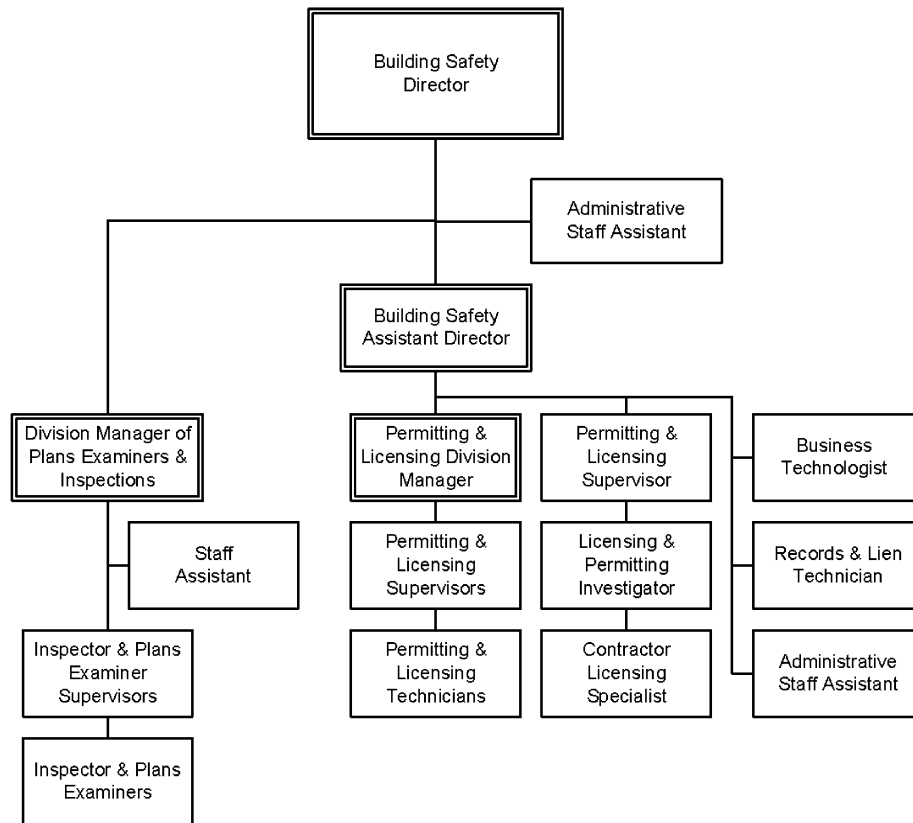 Building Safety
Director
Administrative
Staff Assistant
Building Safety
Assistant Director
Division Manager of
Plans Examiners &
Inspections
Permitting &
Licensing Division
Manager
Permitting &
Licensing
Supervisor
Business
Technologist
Staff
Assistant
Permitting &
Licensing
Supervisors
Licensing &
Permitting
Investigator
Records & Lien
Technician
Inspector & Plans
Examiner
Supervisors
Permitting &
Licensing
Technicians
Contractor
Licensing
Specialist
Administrative
Staff Assistant
Inspector & Plans
Examiners